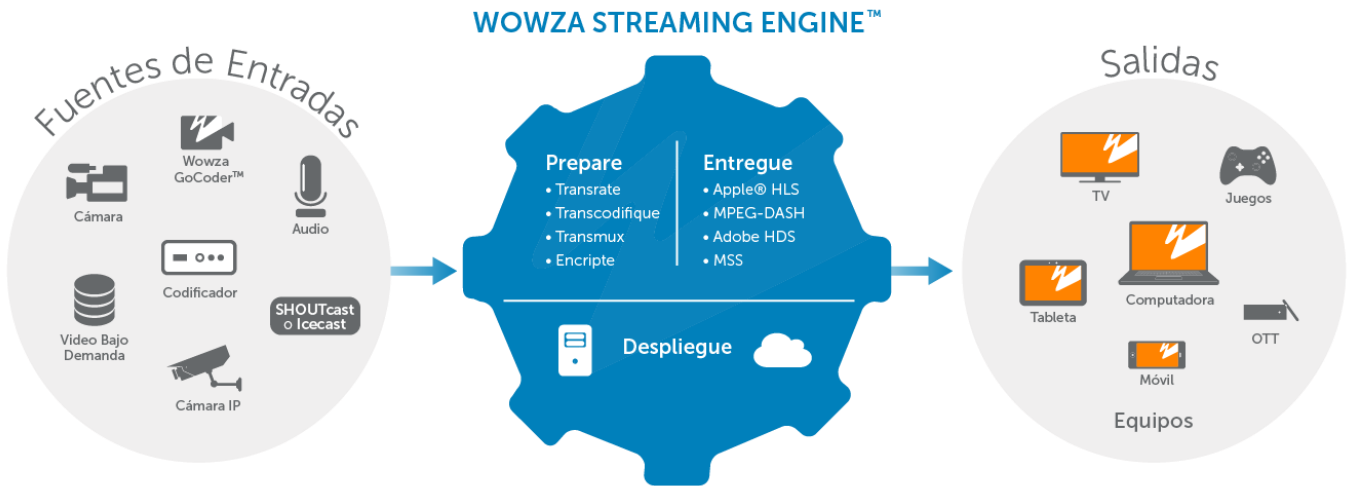 WOWZA STREAMING ENGINE™
Fuentes de Entradas
Wowza
GoCoder™
Cámara
Audio
Codificador
Video Bajo
Demanda
SHOUTcast
o Icecast
Cámara IP
Prepare
• Transrate
• Transcodifique
• Transmux
• Encripte
Entregue
• Apple® HLS
• MPEG-DASH
• Adobe HDS
• MSS
Despliegue
Salidas
TV
Juegos
Computadora
Tableta
OTT
Móvil
Equipos